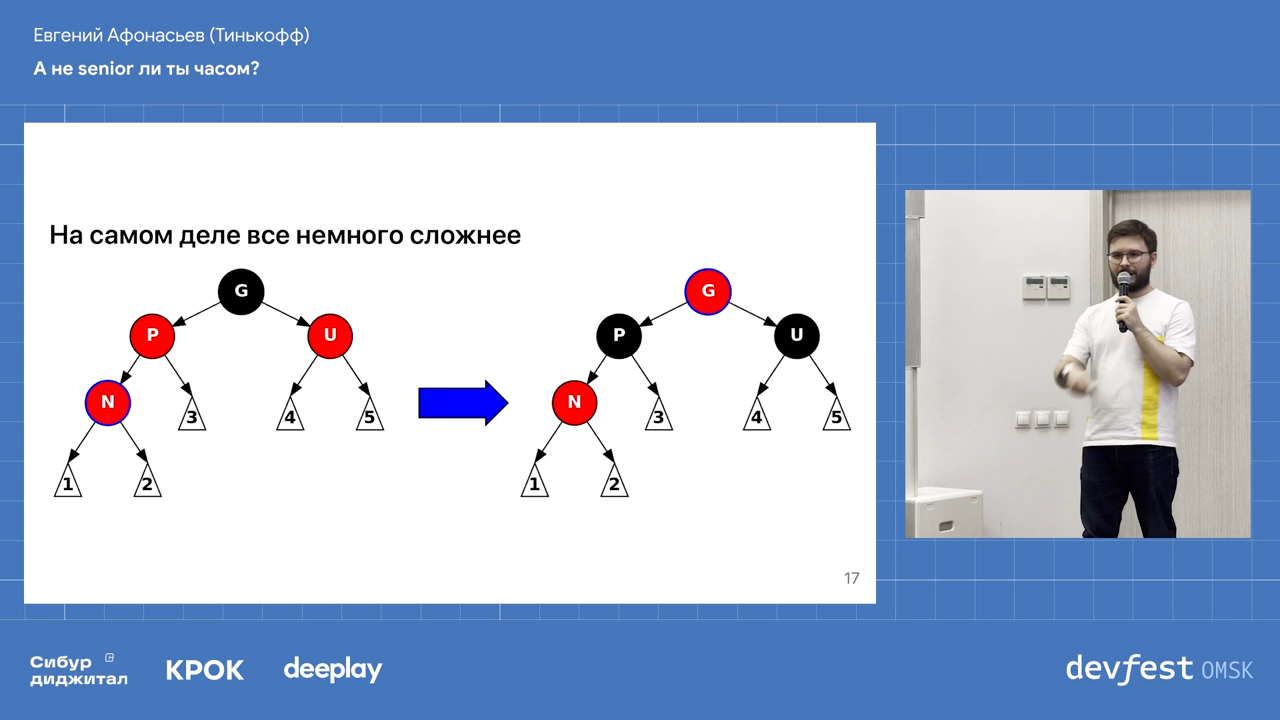 Евгений Афонасьев (Тинькофф)
А не senior ли ты часом?
На самом деле все немного сложнее
G
P
U
N
3
4
5
1
2
G
P
U
N
3
4
5
1
2
17
Сибур
диджитал
КРОК
deeplay
devfest OMSK